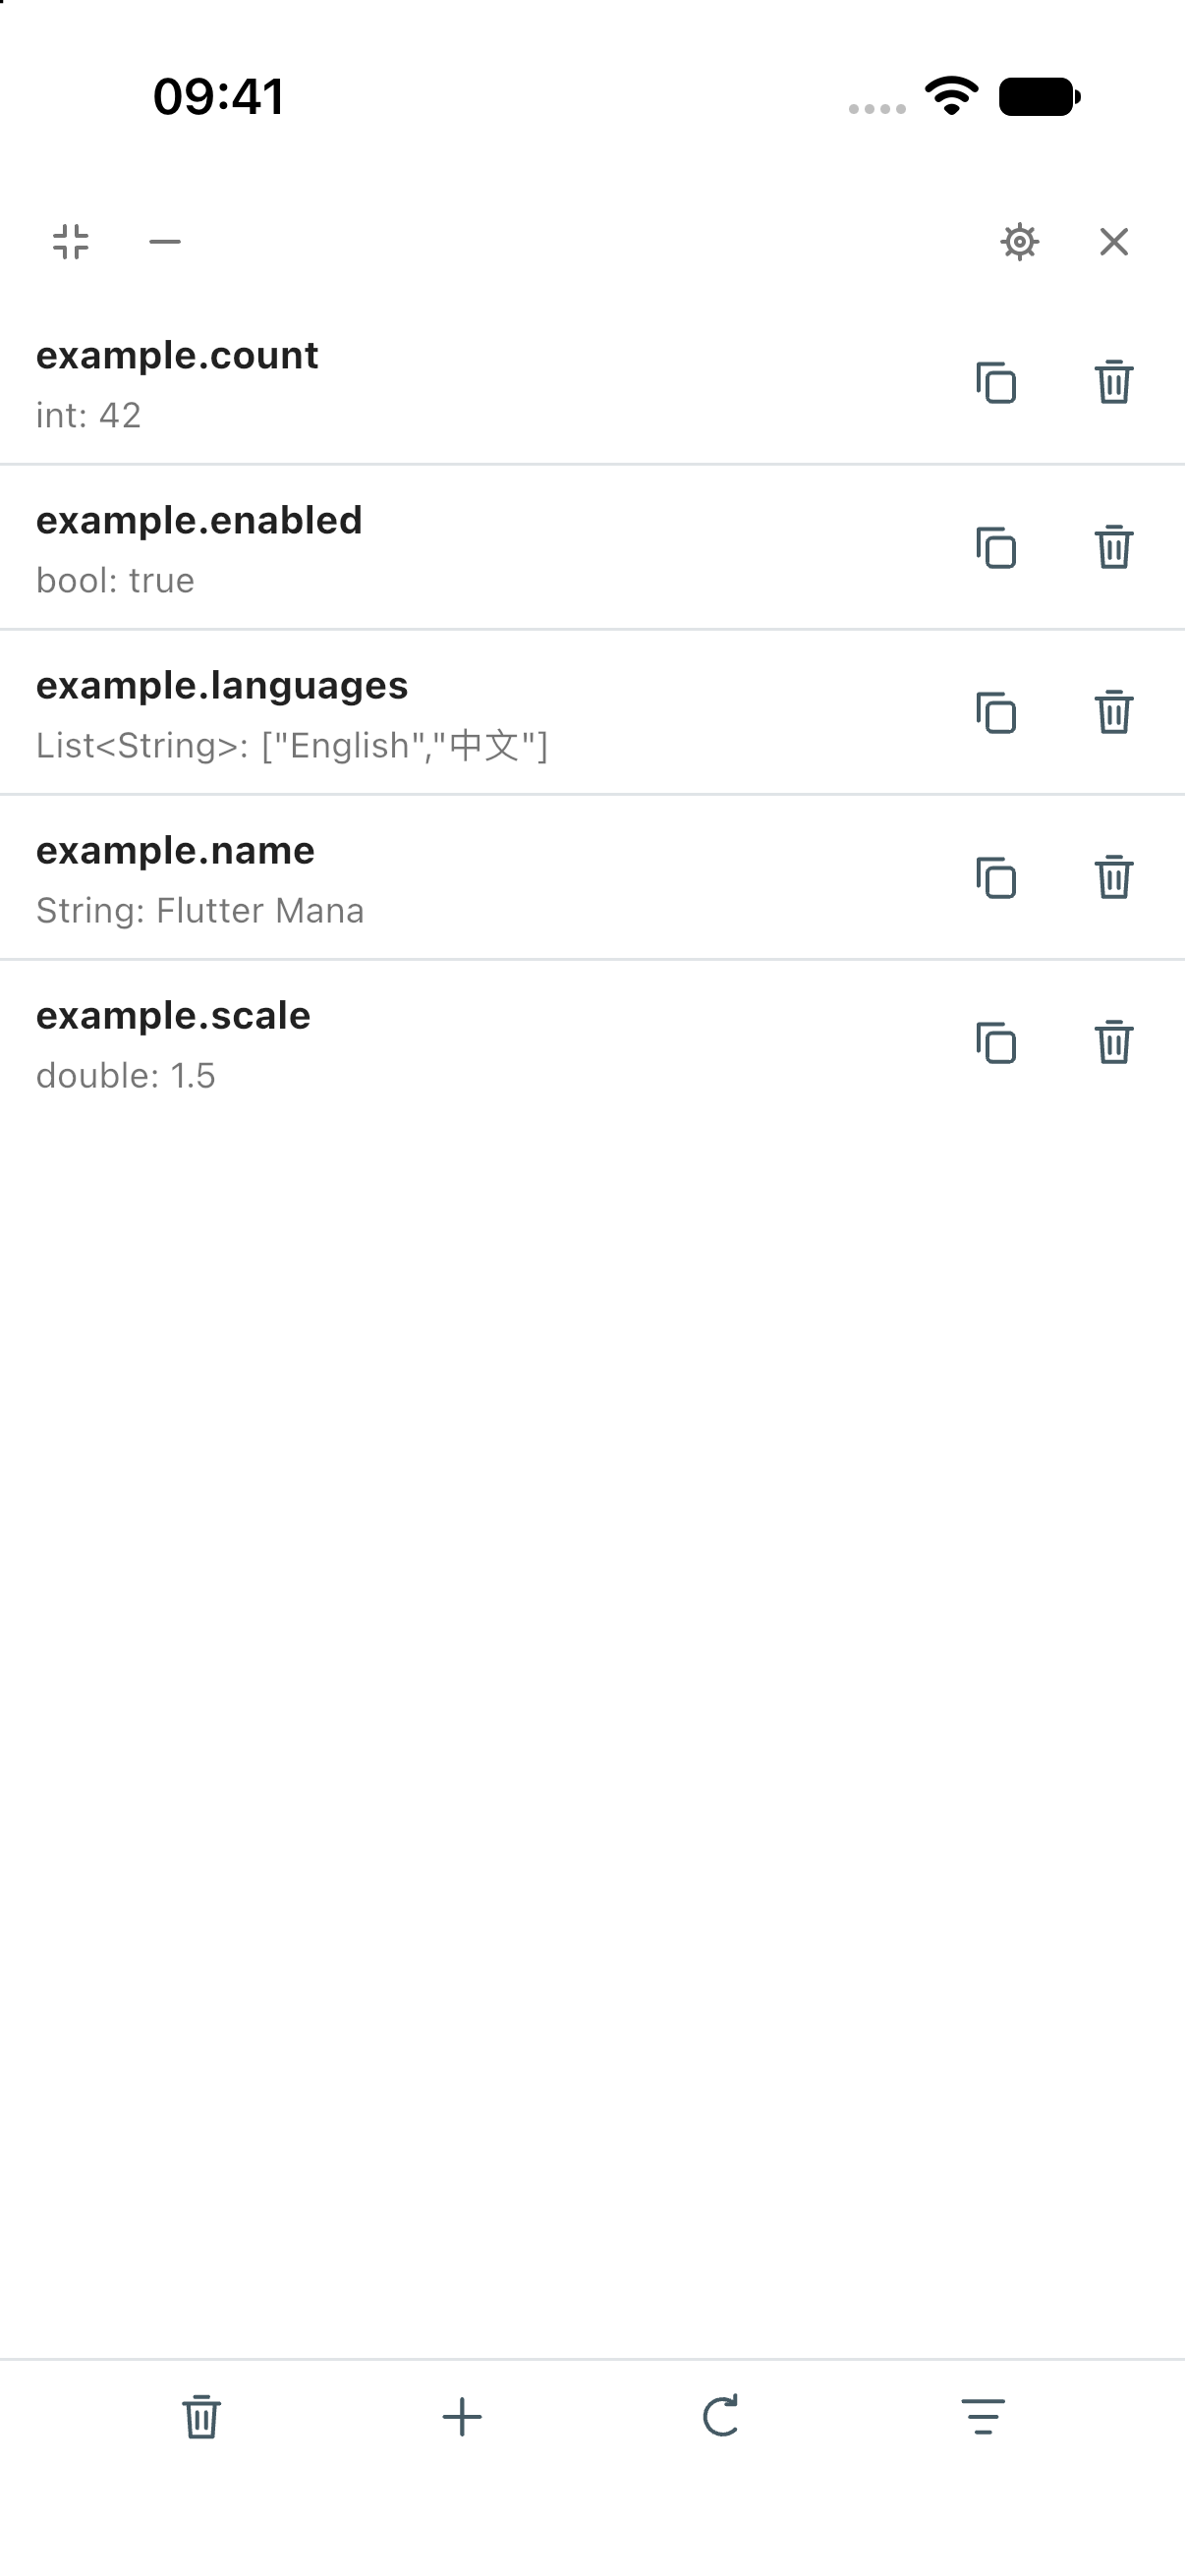 09:41
example.count
int: 42
example.enabled
bool: true
example.languages
List<String>: ["English","中文"]
example.name
String: Flutter Mana
example.scale
double: 1.5